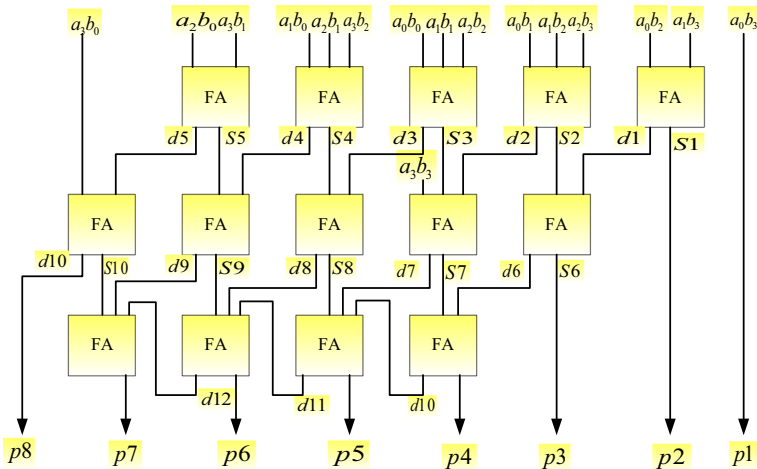 a₃b₀ a₂b₀ a₃b₁ a₁b₀ a₂b₁ a₃b₂ a₀b₀ a₁b₁ a₂b₂ a₀b₁ a₁b₂ a₂b₃ a₀b₂ a₁b₃ a₀b₃
FA FA FA FA FA
d5 S5 d4 S4 d3 S3 d2 S2 d1 S1
a₃b₃
FA FA FA FA FA
d10 S10 d9 S9 d8 S8 d7 S7 d6 S6
FA FA FA FA
d12 d11 d10
p8 p7 p6 p5 p4 p3 p2 p1